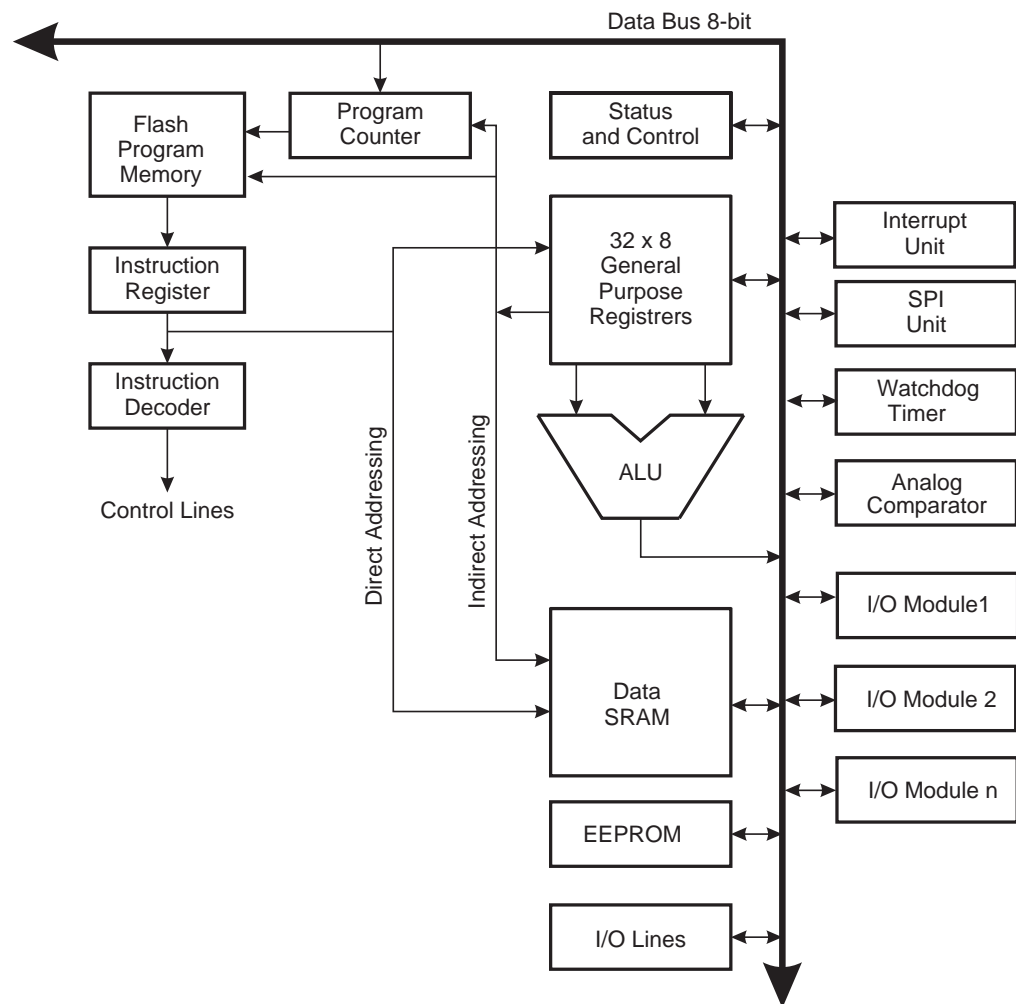 Data Bus 8-bit
Flash
Program
Memory
Program
Counter
Status
and Control
Interrupt
Unit
32 x 8
General
Purpose
Registrers
Instruction
Register
SPI
Unit
Instruction
Decoder
Watchdog
Timer
Direct Addressing
Indirect Addressing
ALU
Analog
Comparator
Control Lines
I/O Module1
Data
SRAM
I/O Module 2
I/O Module n
EEPROM
I/O Lines